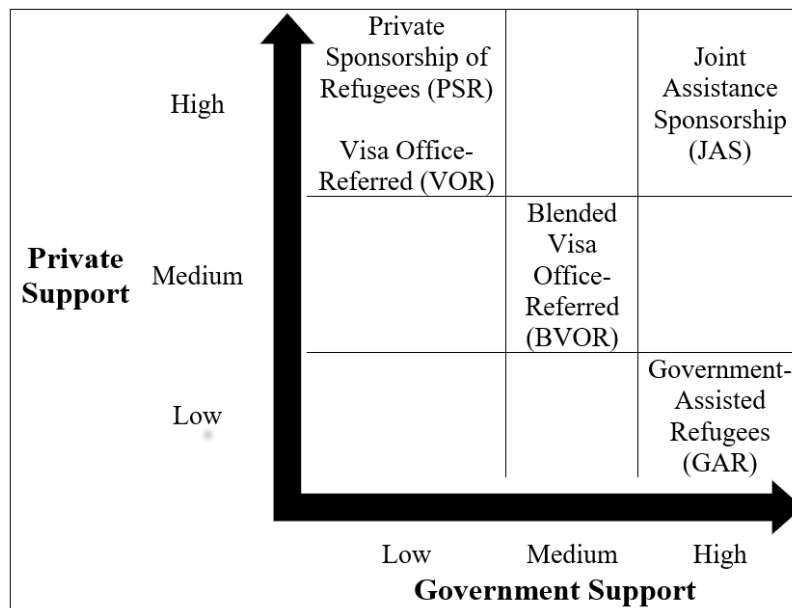 Private
Sponsorship of
Refugees (PSR)
Visa Office-
Referred (VOR)
Joint
Assistance
Sponsorship
(JAS)
High
Blended
Visa
Office-
Referred
(BVOR)
Private
Support
Medium
Government-
Assisted
Refugees
(GAR)
Low
Low
Medium
High
Government Support